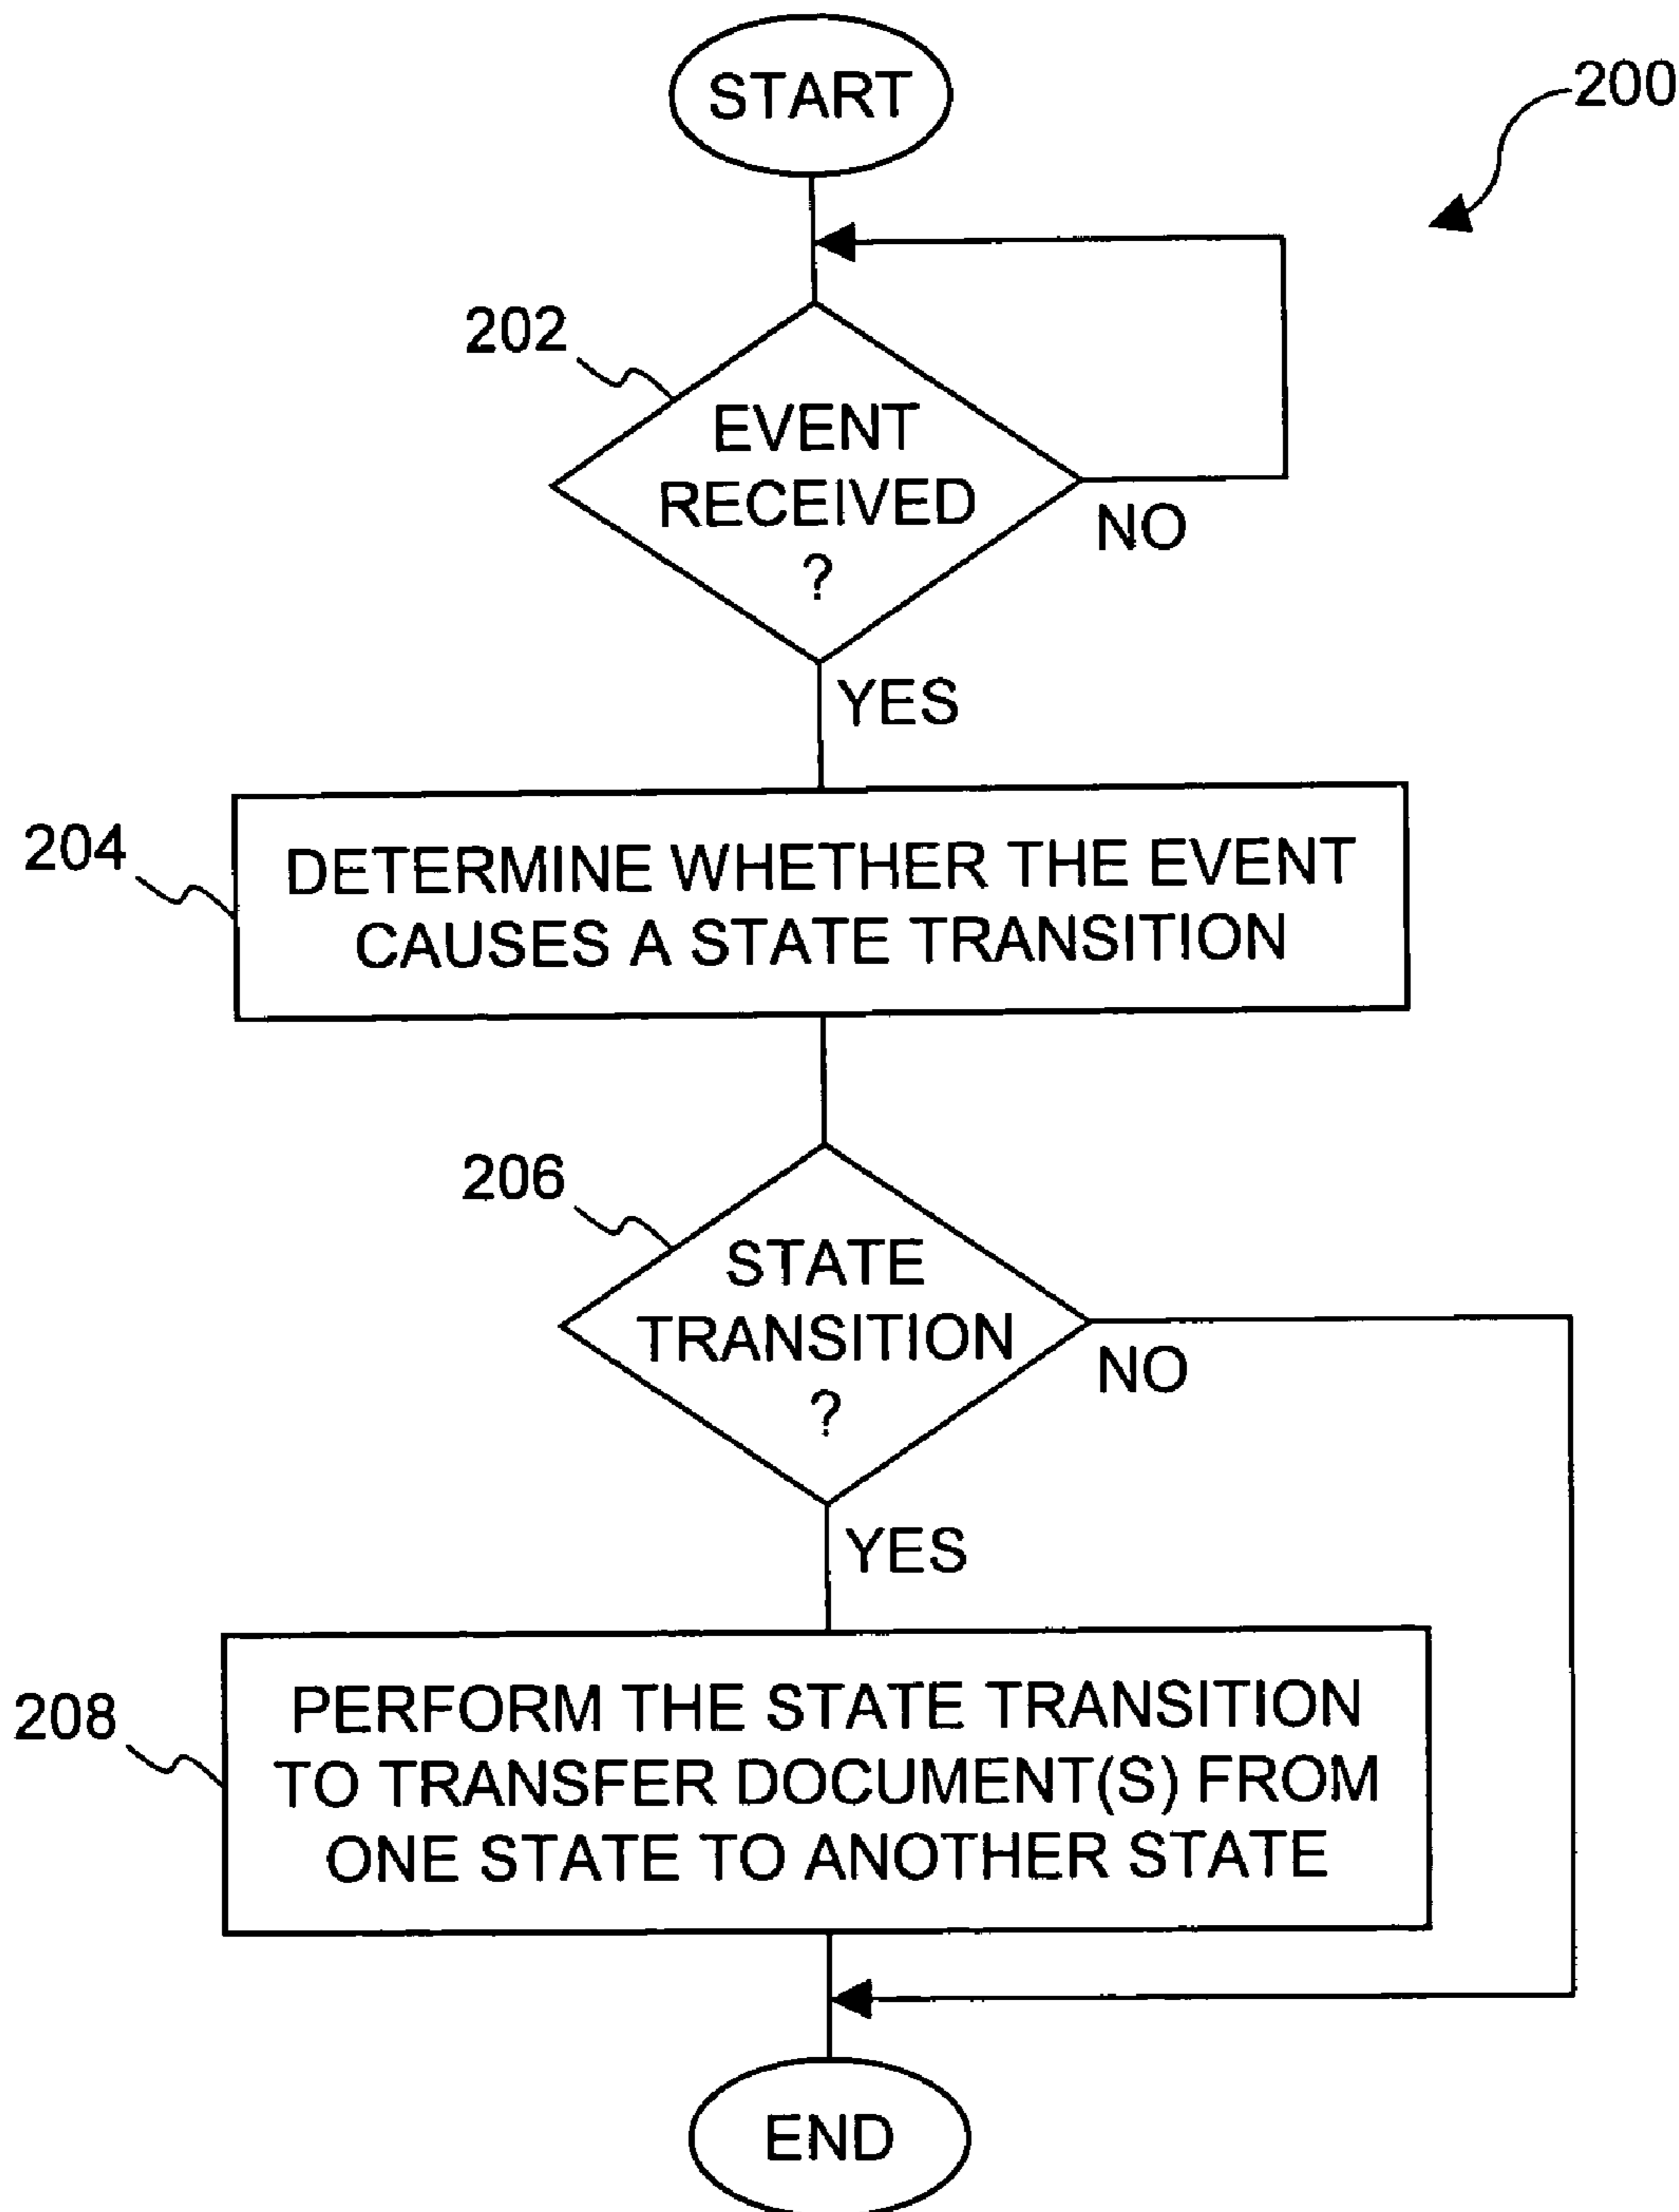 START
200
202
EVENT
RECEIVED
?
NO
YES
204
DETERMINE WHETHER THE EVENT
CAUSES A STATE TRANSITION
206
STATE
TRANSITION
?
NO
YES
208
PERFORM THE STATE TRANSITION
TO TRANSFER DOCUMENT(S) FROM
ONE STATE TO ANOTHER STATE
END